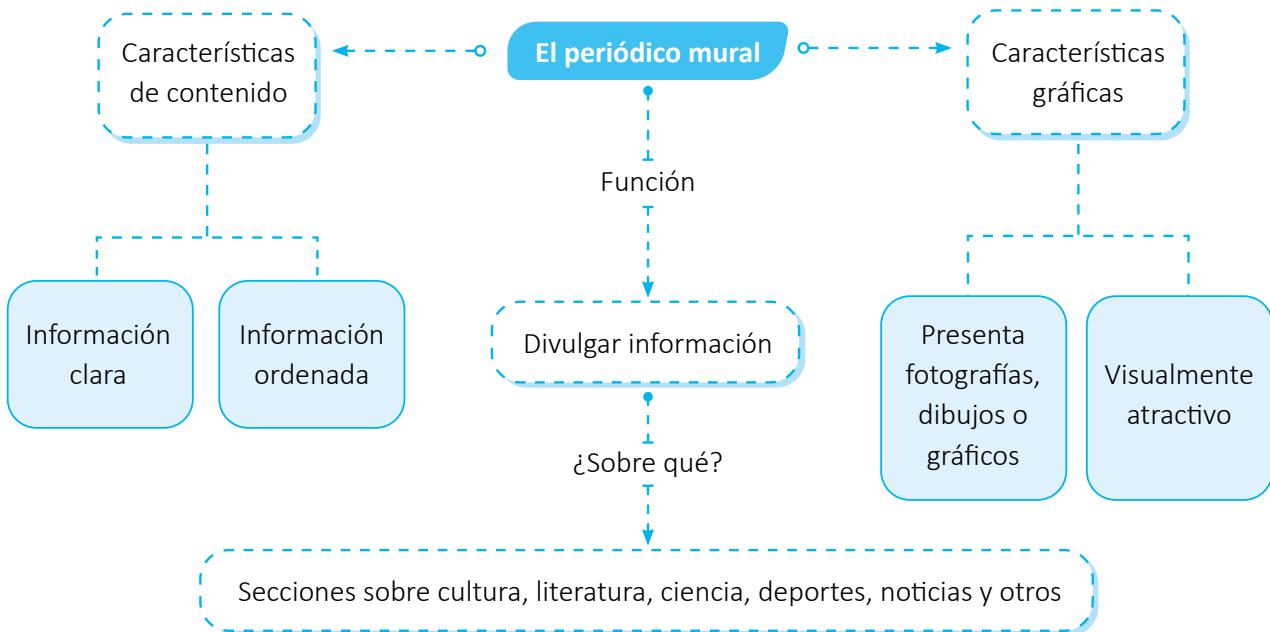 El periódico mural
Características
de contenido
Información
clara
Información
ordenada
Función
Divulgar información
¿Sobre qué?
Secciones sobre cultura, literatura, ciencia, deportes, noticias y otros
Características
gráficas
Presenta
fotografías,
dibujos o
gráficos
Visualmente
atractivo